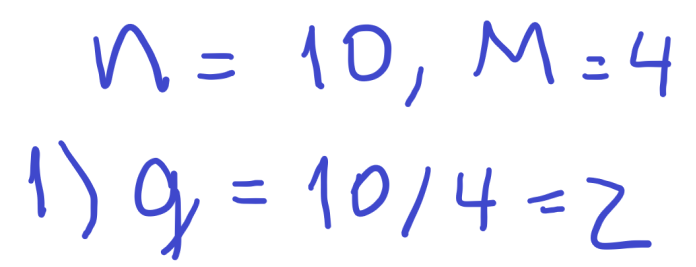 n = 10, M = 4
1) g = 10/4 = 2